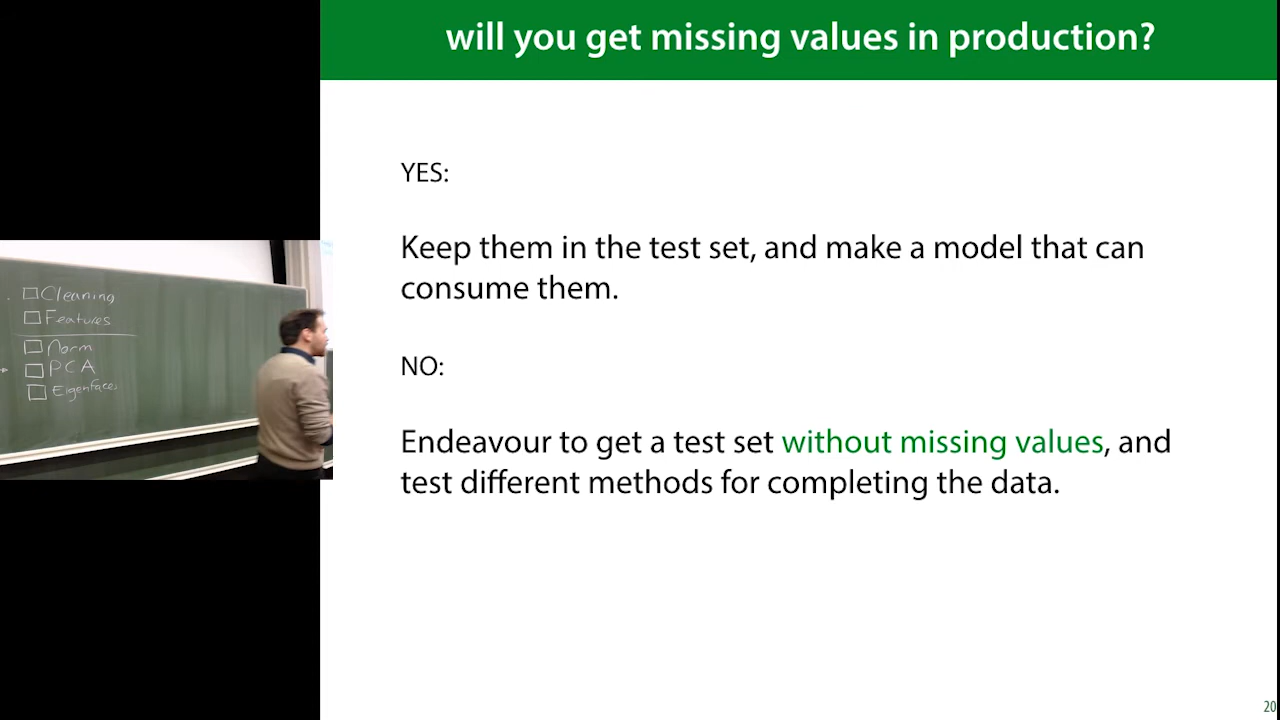 will you get missing values in production?
YES:
Keep them in the test set, and make a model that can
consume them.
NO:
Endeavour to get a test set without missing values, and
test different methods for completing the data.
20
Cleaning
Features
Norm
PCA
Eigenfaces